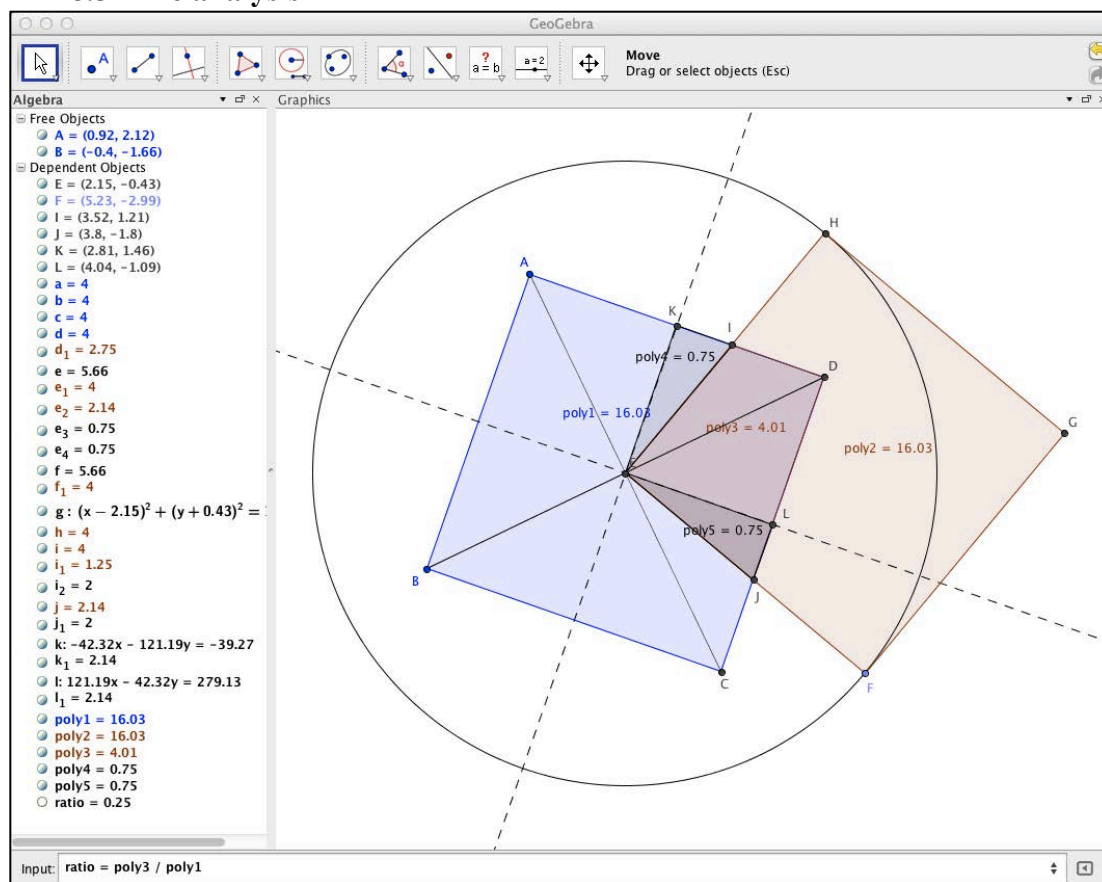 GeoGebra
A
a = b
?
a = 2
Move
Drag or select objects (Esc)
Algebra
Graphics
Free Objects
A = (0.92, 2.12)
B = (-0.4, -1.66)
Dependent Objects
E = (2.15, -0.43)
F = (5.23, -2.99)
I = (3.52, 1.21)
J = (3.8, -1.8)
K = (2.81, 1.46)
L = (4.04, -1.09)
a = 4
b = 4
c = 4
d = 4
d₁ = 2.75
e = 5.66
e₁ = 4
e₂ = 2.14
e₃ = 0.75
e₄ = 0.75
f = 5.66
f₁ = 4
g : (x − 2.15)² + (y + 0.43)² =
h = 4
i = 4
i₁ = 1.25
i₂ = 2
j = 2.14
j₁ = 2
k: -42.32x - 121.19y = -39.27
k₁ = 2.14
l: 121.19x - 42.32y = 279.13
l₁ = 2.14
poly1 = 16.03
poly2 = 16.03
poly3 = 4.01
poly4 = 0.75
poly5 = 0.75
ratio = 0.25
H
A
K
I
poly4 = 0.75
D
poly1 = 16.03
poly3 = 4.01
G
poly2 = 16.03
E
L
poly5 = 0.75
B
J
C
F
Input: ratio = poly3 / poly1